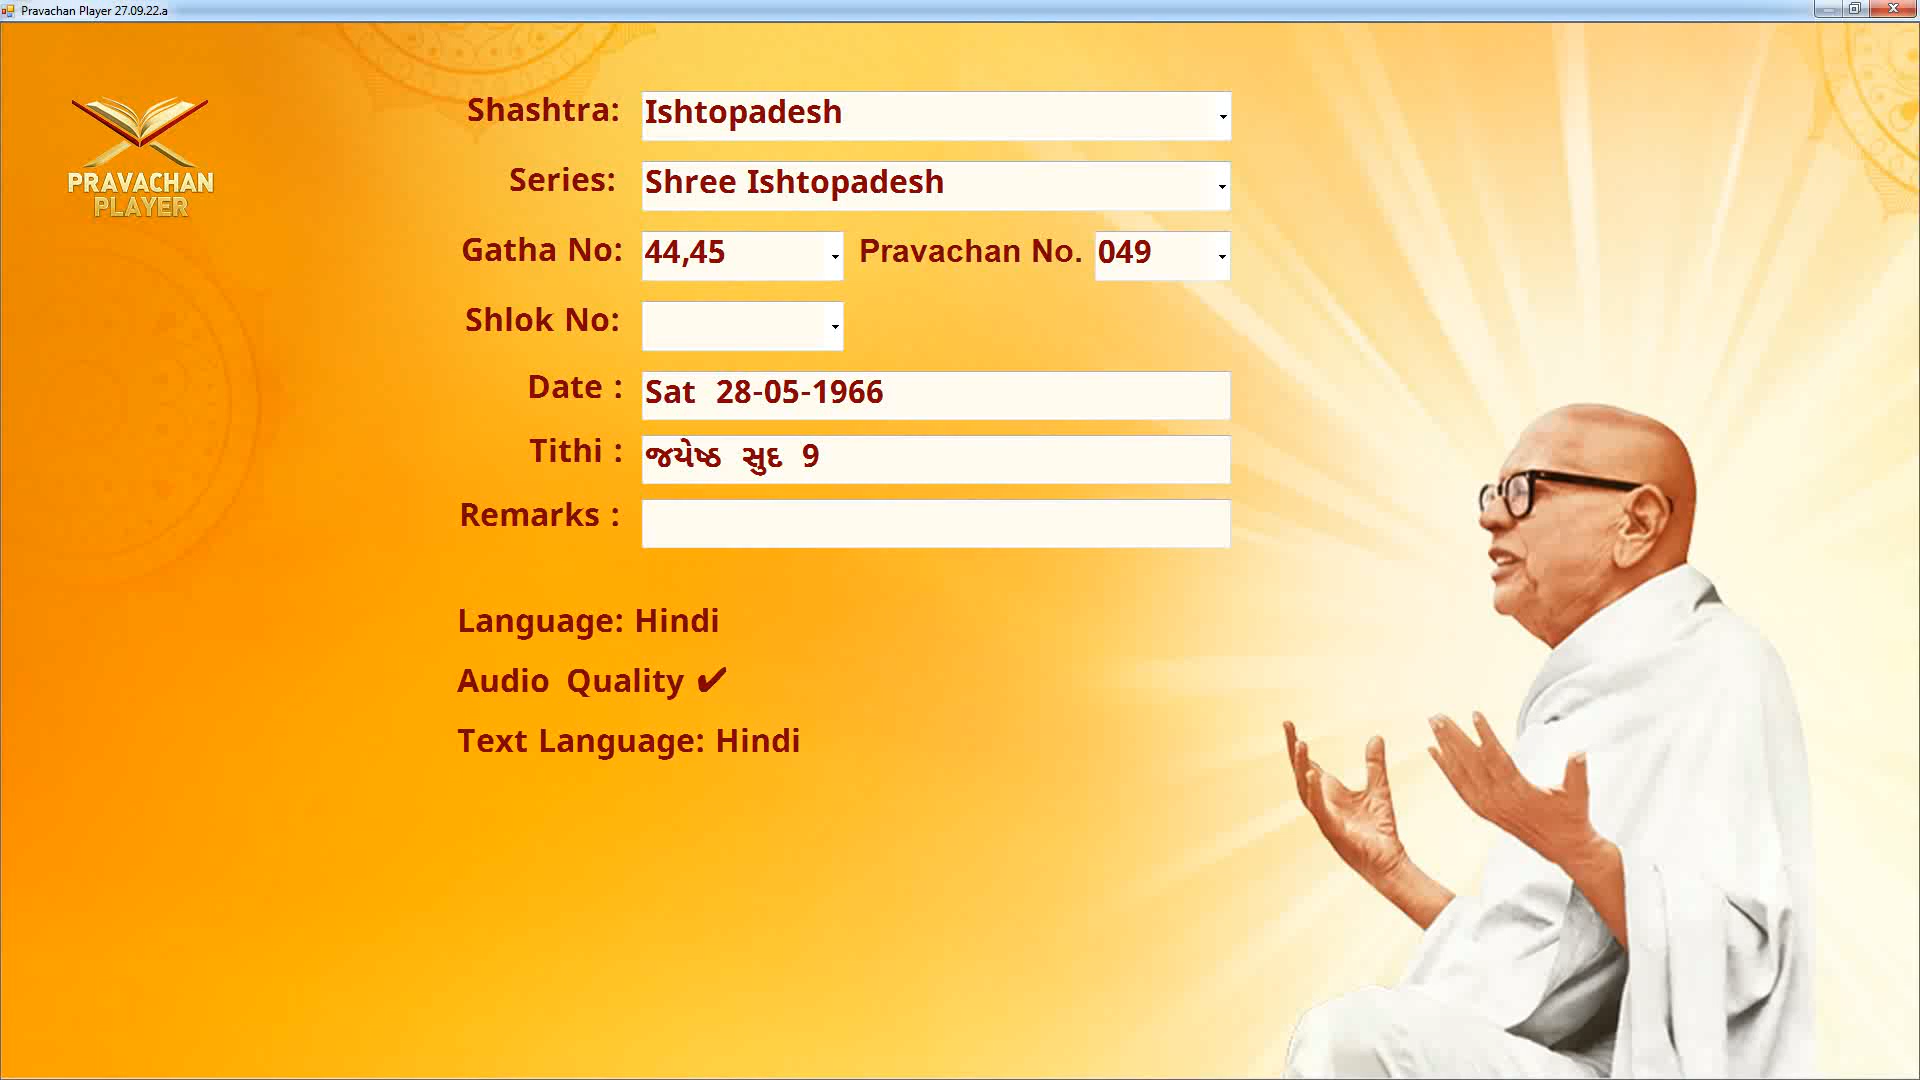 Pravachan Player 27.09.22.a
PRAVACHAN
PLAYER
Shashtra: Ishtopadesh
Series: Shree Ishtopadesh
Gatha No: 44,45 Pravachan No. 049
Shlok No:
Date : Sat 28-05-1966
Tithi : જ્યેષ્ઠ સુદ 9
Remarks :
Language: Hindi
Audio Quality ✔
Text Language: Hindi